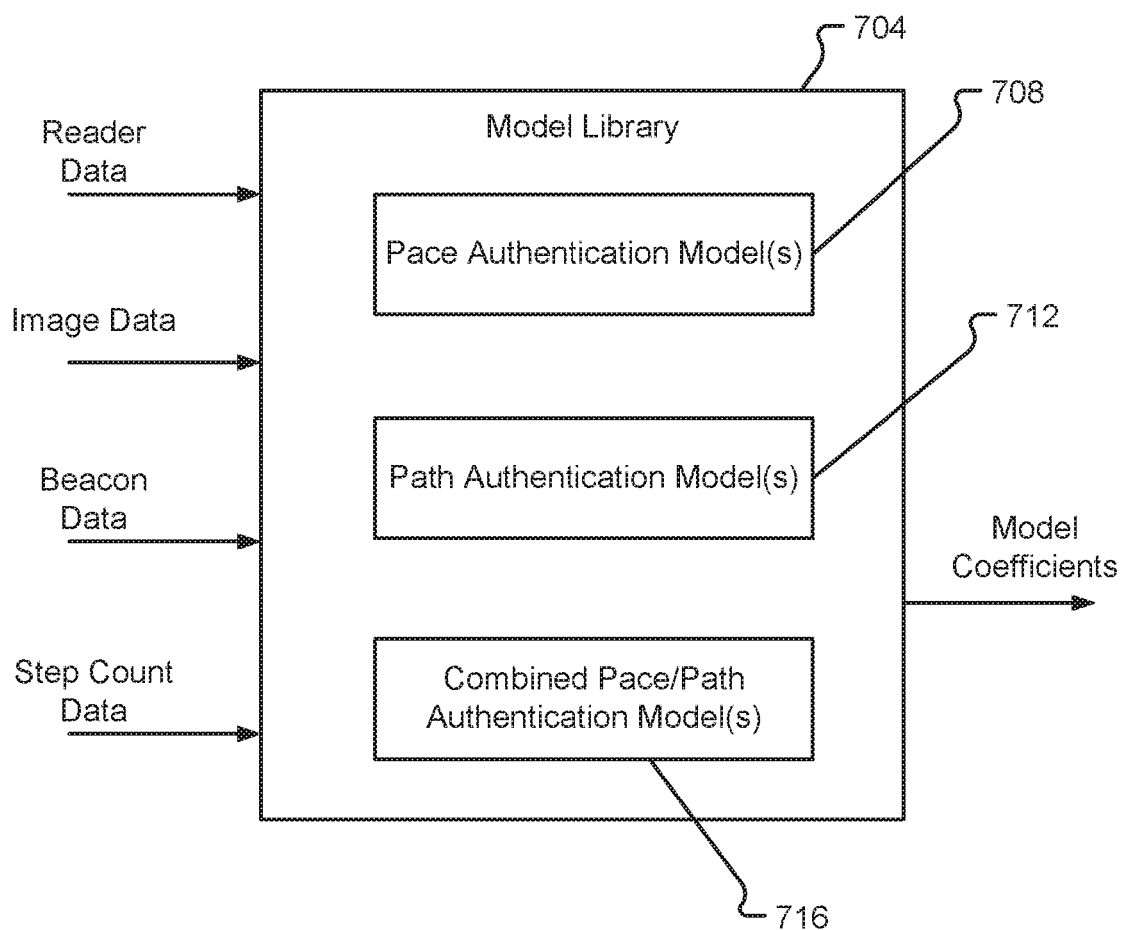 704
708
Model Library
Reader
Data
Pace Authentication Model(s)
Image Data
712
Path Authentication Model(s)
Beacon
Data
Model
Coefficients
Step Count
Data
Combined Pace/Path
Authentication Model(s)
716